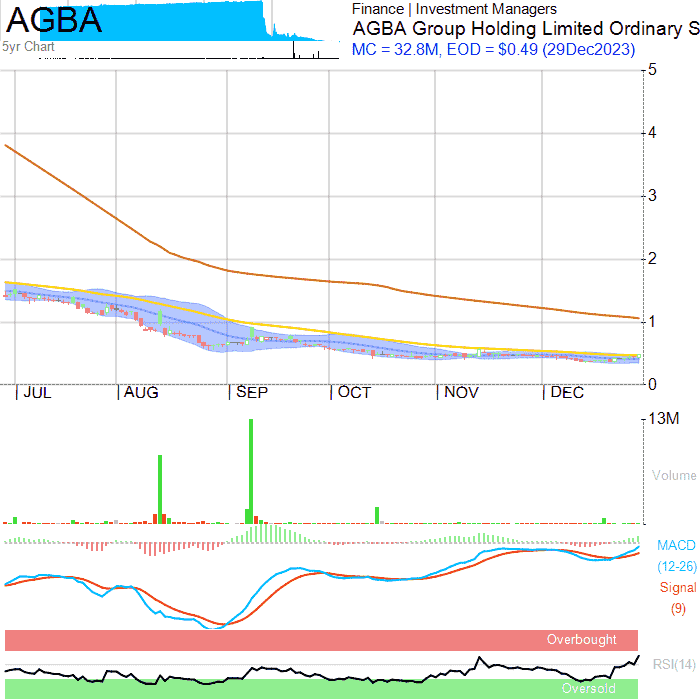 AGBA
5yr Chart
Finance | Investment Managers
AGBA Group Holding Limited Ordinary S
MC = 32.8M, EOD = $0.49 (29Dec2023)
5
4
3
2
1
0
JUL AUG SEP OCT NOV DEC
13M
Volume
MACD
(12-26)
Signal
(9)
Overbought
RSI(14)
Oversold